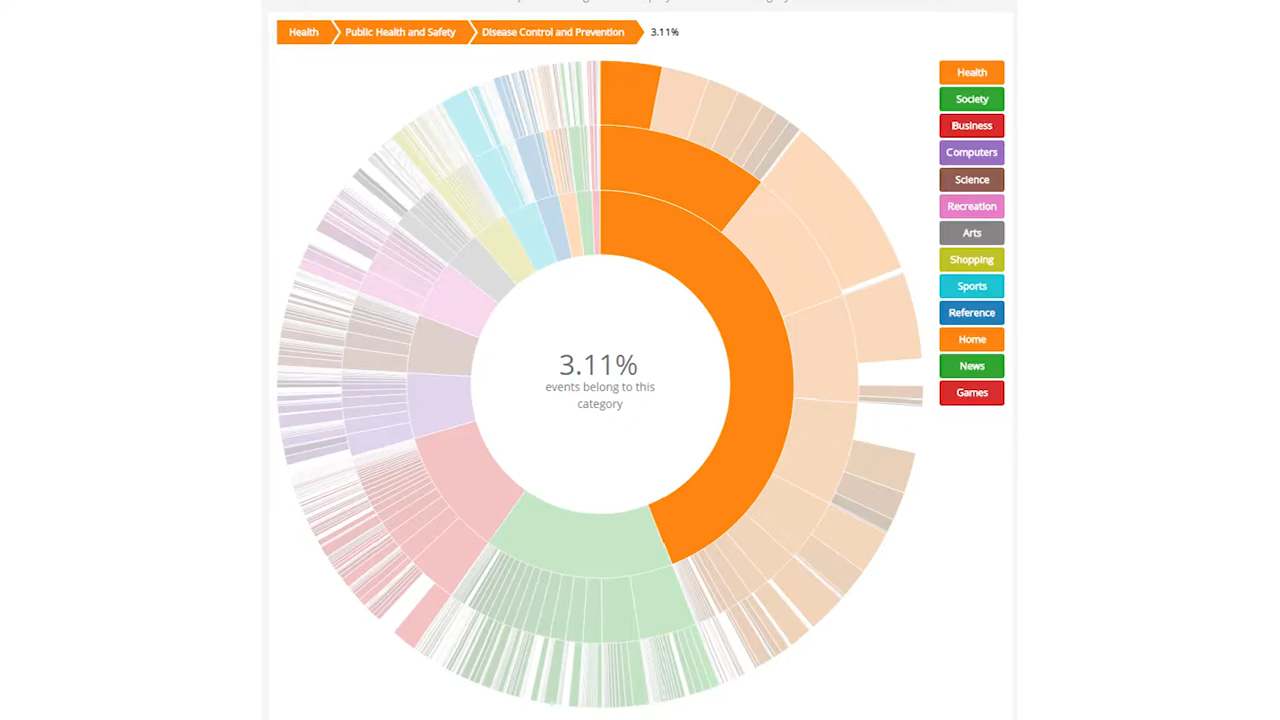 Health Public Health and Safety Disease Control and Prevention 3.11%
Health
Society
Business
Computers
Science
Recreation
Arts
Shopping
Sports
Reference
Home
News
Games
3.11%
events belong to this
category